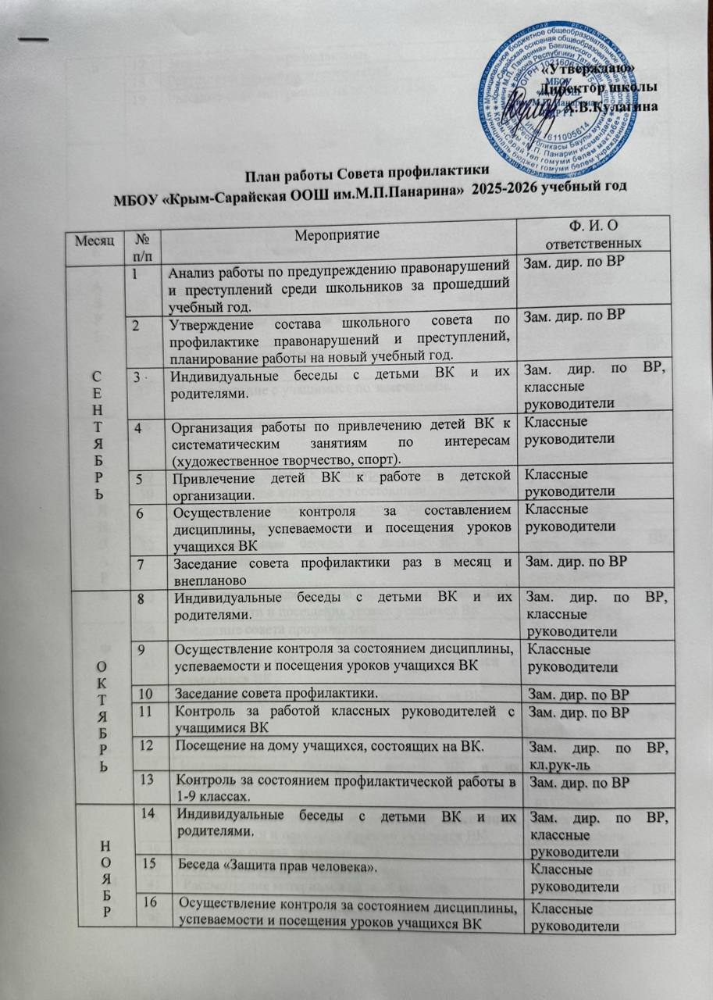 «Утверждаю»
Директор школы
А.В.Кулагина
План работы Совета профилактики
МБОУ «Крым-Сарайская ООШ им.М.П.Панарина» 2025-2026 учебный год
Месяц
№
п/п
Мероприятие
Ф. И. О
ответственных
СЕНТЯБРЬ
1
Анализ работы по предупреждению правонарушений
и преступлений среди школьников за прошедший
учебный год.
Зам. дир. по ВР
2
Утверждение состава школьного совета по
профилактике правонарушений и преступлений,
планирование работы на новый учебный год.
Зам. дир. по ВР
3
Индивидуальные беседы с детьми ВК и их
родителями.
Зам. дир. по ВР,
классные
руководители
4
Организация работы по привлечению детей ВК к
систематическим занятиям по интересам
(художественное творчество, спорт).
Классные
руководители
5
Привлечение детей ВК к работе в детской
организации.
Классные
руководители
6
Осуществление контроля за составлением
дисциплины, успеваемости и посещения уроков
учащихся ВК
Классные
руководители
7
Заседание совета профилактики раз в месяц и
внепланово
Зам. дир. по ВР
ОКТЯБРЬ
8
Индивидуальные беседы с детьми ВК и их
родителями.
Зам. дир. по ВР,
классные
руководители
9
Осуществление контроля за состоянием дисциплины,
успеваемости и посещения уроков учащихся ВК
Классные
руководители
10
Заседание совета профилактики.
Зам. дир. по ВР
11
Контроль за работой классных руководителей с
учащимися ВК
Зам. дир. по ВР
12
Посещение на дому учащихся, состоящих на ВК.
Зам. дир. по ВР,
кл.рук-ль
13
Контроль за состоянием профилактической работы в
1-9 классах.
Зам. дир. по ВР
НОЯБР
14
Индивидуальные беседы с детьми ВК и их
родителями.
Зам. дир. по ВР,
классные
руководители
15
Беседа «Защита прав человека».
Классные
руководители
16
Осуществление контроля за состоянием дисциплины,
успеваемости и посещения уроков учащихся ВК
Классные
руководители